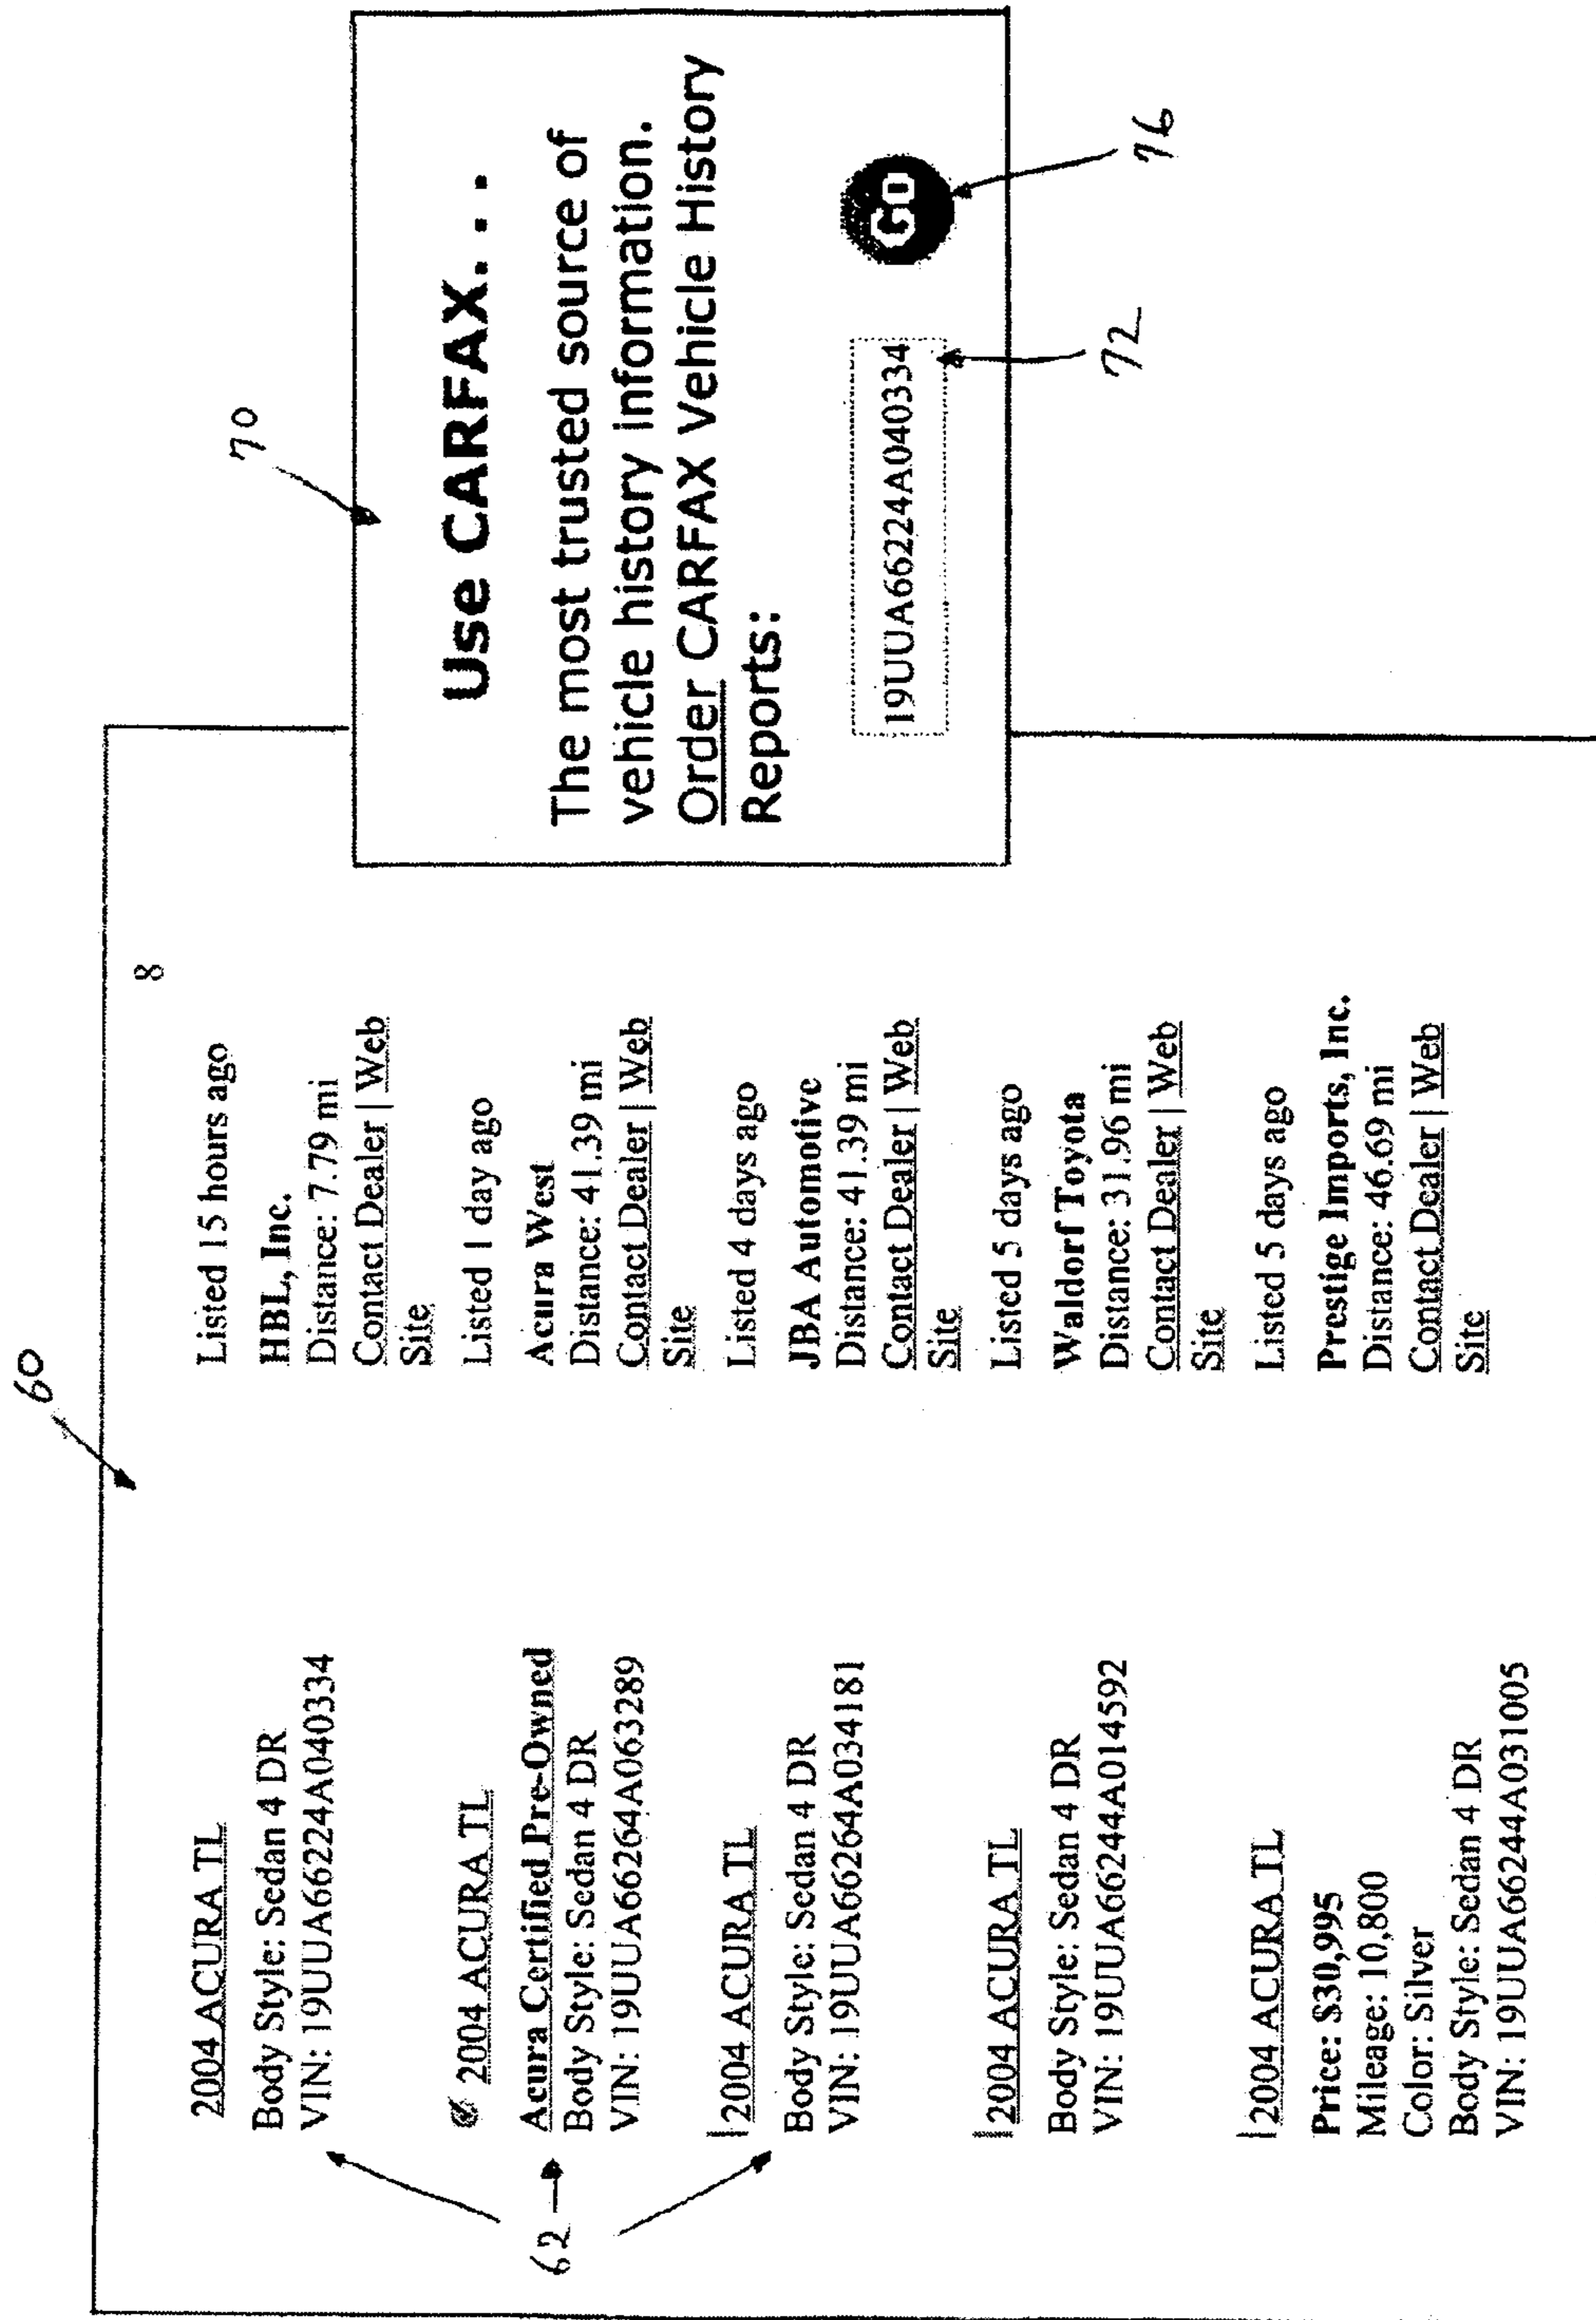 60
8
2004 ACURA TL
Body Style: Sedan 4 DR
VIN: 19UUA66224A040334
Listed 15 hours ago
HBL, Inc.
Distance: 7.79 mi
Contact Dealer | Web
Site
2004 ACURA TL
Acura Certified Pre-Owned
Body Style: Sedan 4 DR
VIN: 19UUA66264A063289
Listed 1 day ago
Acura West
Distance: 41.39 mi
Contact Dealer | Web
Site
62
2004 ACURA TL
Body Style: Sedan 4 DR
VIN: 19UUA66264A034181
Listed 4 days ago
JBA Automotive
Distance: 41.39 mi
Contact Dealer | Web
Site
2004 ACURA TL
Body Style: Sedan 4 DR
VIN: 19UUA66244A014592
Listed 5 days ago
Waldorf Toyota
Distance: 31.96 mi
Contact Dealer | Web
Site
2004 ACURA TL
Price: $30,995
Mileage: 10,800
Color: Silver
Body Style: Sedan 4 DR
VIN: 19UUA66244A031005
Listed 5 days ago
Prestige Imports, Inc.
Distance: 46.69 mi
Contact Dealer | Web
Site
70
Use CARFAX. . .
The most trusted source of
vehicle history information.
Order CARFAX Vehicle History
Reports:
19UUA66224A040334
GO
72
76